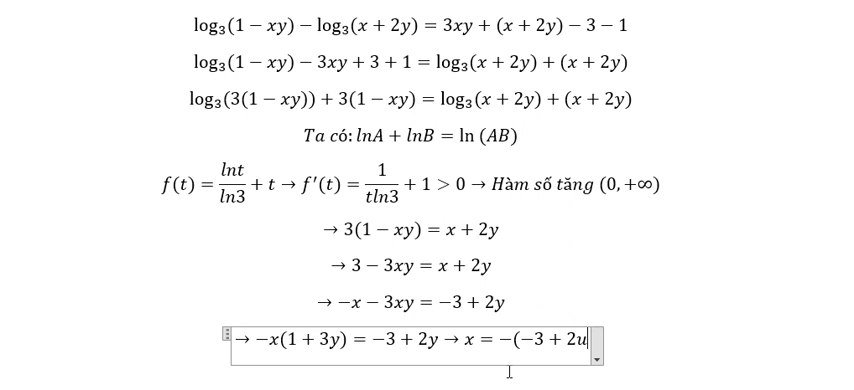 log₃(1 − xy) − log₃(x + 2y) = 3xy + (x + 2y) − 3 − 1
log₃(1 − xy) − 3xy + 3 + 1 = log₃(x + 2y) + (x + 2y)
log₃(3(1 − xy)) + 3(1 − xy) = log₃(x + 2y) + (x + 2y)
Ta có: lnA + lnB = ln (AB)
f(t) = lnt/ln3 + t → f′(t) = 1/tln3 + 1 > 0 → Hàm số tăng (0, +∞)
→ 3(1 − xy) = x + 2y
→ 3 − 3xy = x + 2y
→ −x − 3xy = −3 + 2y
→ −x(1 + 3y) = −3 + 2y → x = −(−3 + 2u